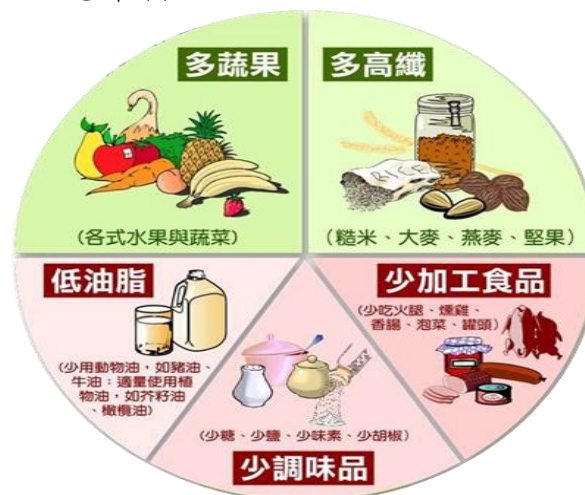 多蔬果
(各式水果與蔬菜)
多高纖
RICE
(糙米、大麥、燕麥、堅果)
低油脂
(少用動物油，如豬油、
牛油；適量使用植
物油，如芥籽油
、橄欖油)
少調味品
(少糖、少鹽、少味素、少胡椒)
少加工食品
(少吃火腿、燻雞、
香腸、泡菜、罐頭)